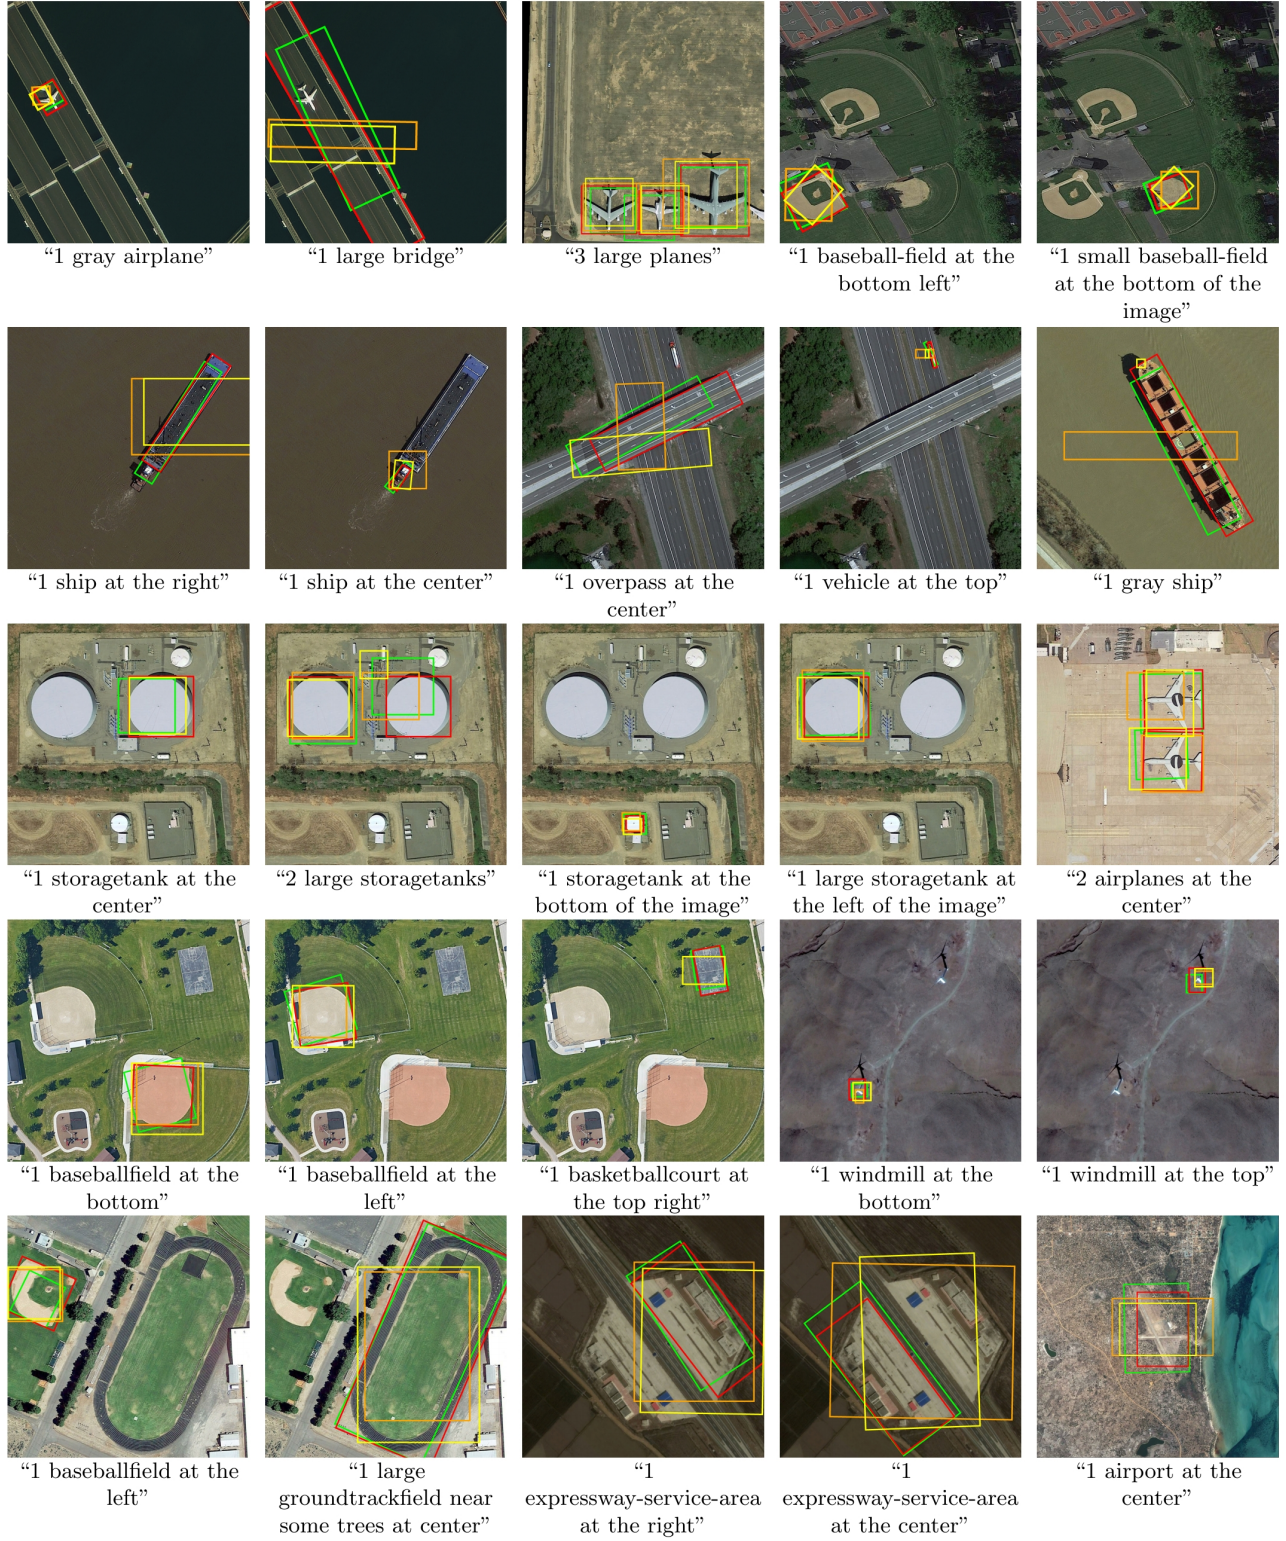 “1 gray airplane”
“1 large bridge”
“3 large planes”
“1 baseball-field at the
bottom left”
“1 small baseball-field
at the bottom of the
image”
“1 ship at the right”
“1 ship at the center”
“1 overpass at the
center”
“1 vehicle at the top”
“1 gray ship”
“1 storagetank at the
center”
“2 large storagetanks”
“1 storagetank at the
bottom of the image”
“1 large storagetank at
the left of the image”
“2 airplanes at the
center”
“1 baseballfield at the
bottom”
“1 baseballfield at the
left”
“1 basketballcourt at
the top right”
“1 windmill at the
bottom”
“1 windmill at the top”
“1 baseballfield at the
left”
“1 large
groundtrackfield near
some trees at center”
“1
expressway-service-area
at the right”
“1
expressway-service-area
at the center”
“1 airport at the
center”